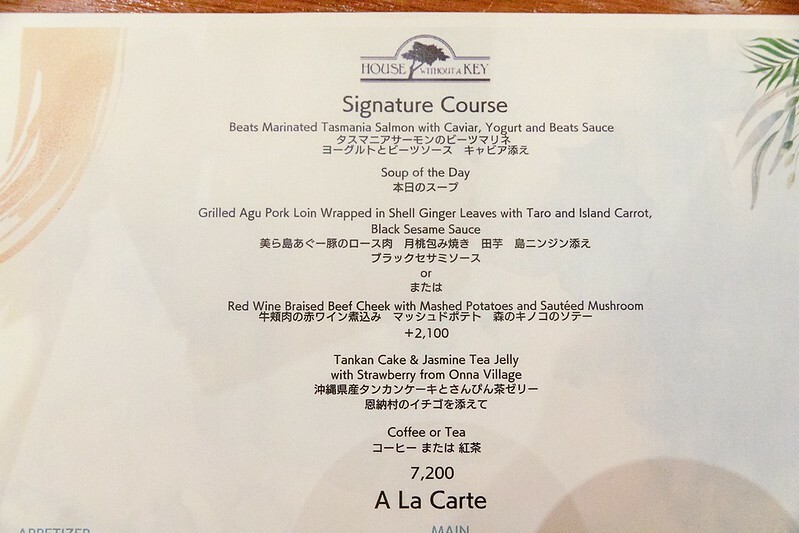 HOUSE WITHOUT A KEY
Signature Course
Beats Marinated Tasmania Salmon with Caviar, Yogurt and Beats Sauce
タスマニアサーモンのビーツマリネ
ヨーグルトとビーツソース　キャビア添え
Soup of the Day
本日のスープ
Grilled Agu Pork Loin Wrapped in Shell Ginger Leaves with Taro and Island Carrot,
Black Sesame Sauce
美ら島あぐー豚のロース肉　月桃包み焼き　田芋　島ニンジン添え
ブラックセサミソース
or
または
Red Wine Braised Beef Cheek with Mashed Potatoes and Sautéed Mushroom
牛頬肉の赤ワイン煮込み　マッシュドポテト　森のキノコのソテー
+2,100
Tankan Cake & Jasmine Tea Jelly
with Strawberry from Onna Village
沖縄県産タンカンケーキとさんぴん茶ゼリー
恩納村のイチゴを添えて
Coffee or Tea
コーヒー または 紅茶
7,200
A La Carte
APPETIZER
MAIN